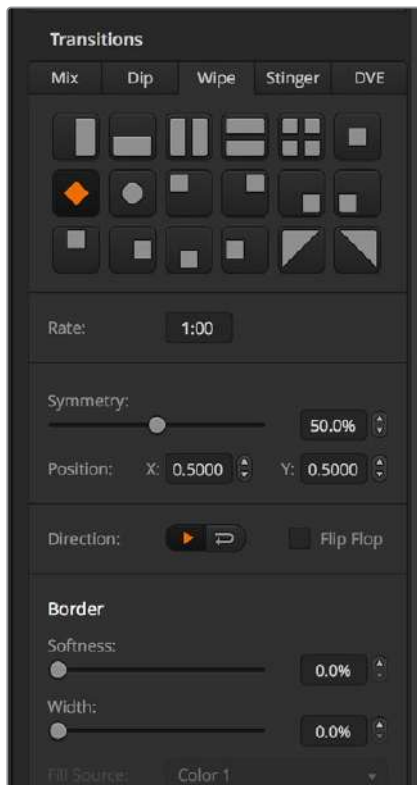 Transitions
Mix Dip Wipe Stinger DVE
Rate: 1:00
Symmetry:
50.0%
Position: X: 0.5000 Y: 0.5000
Direction: Flip Flop
Border
Softness:
0.0%
Width:
0.0%
Fill Source: Color 1